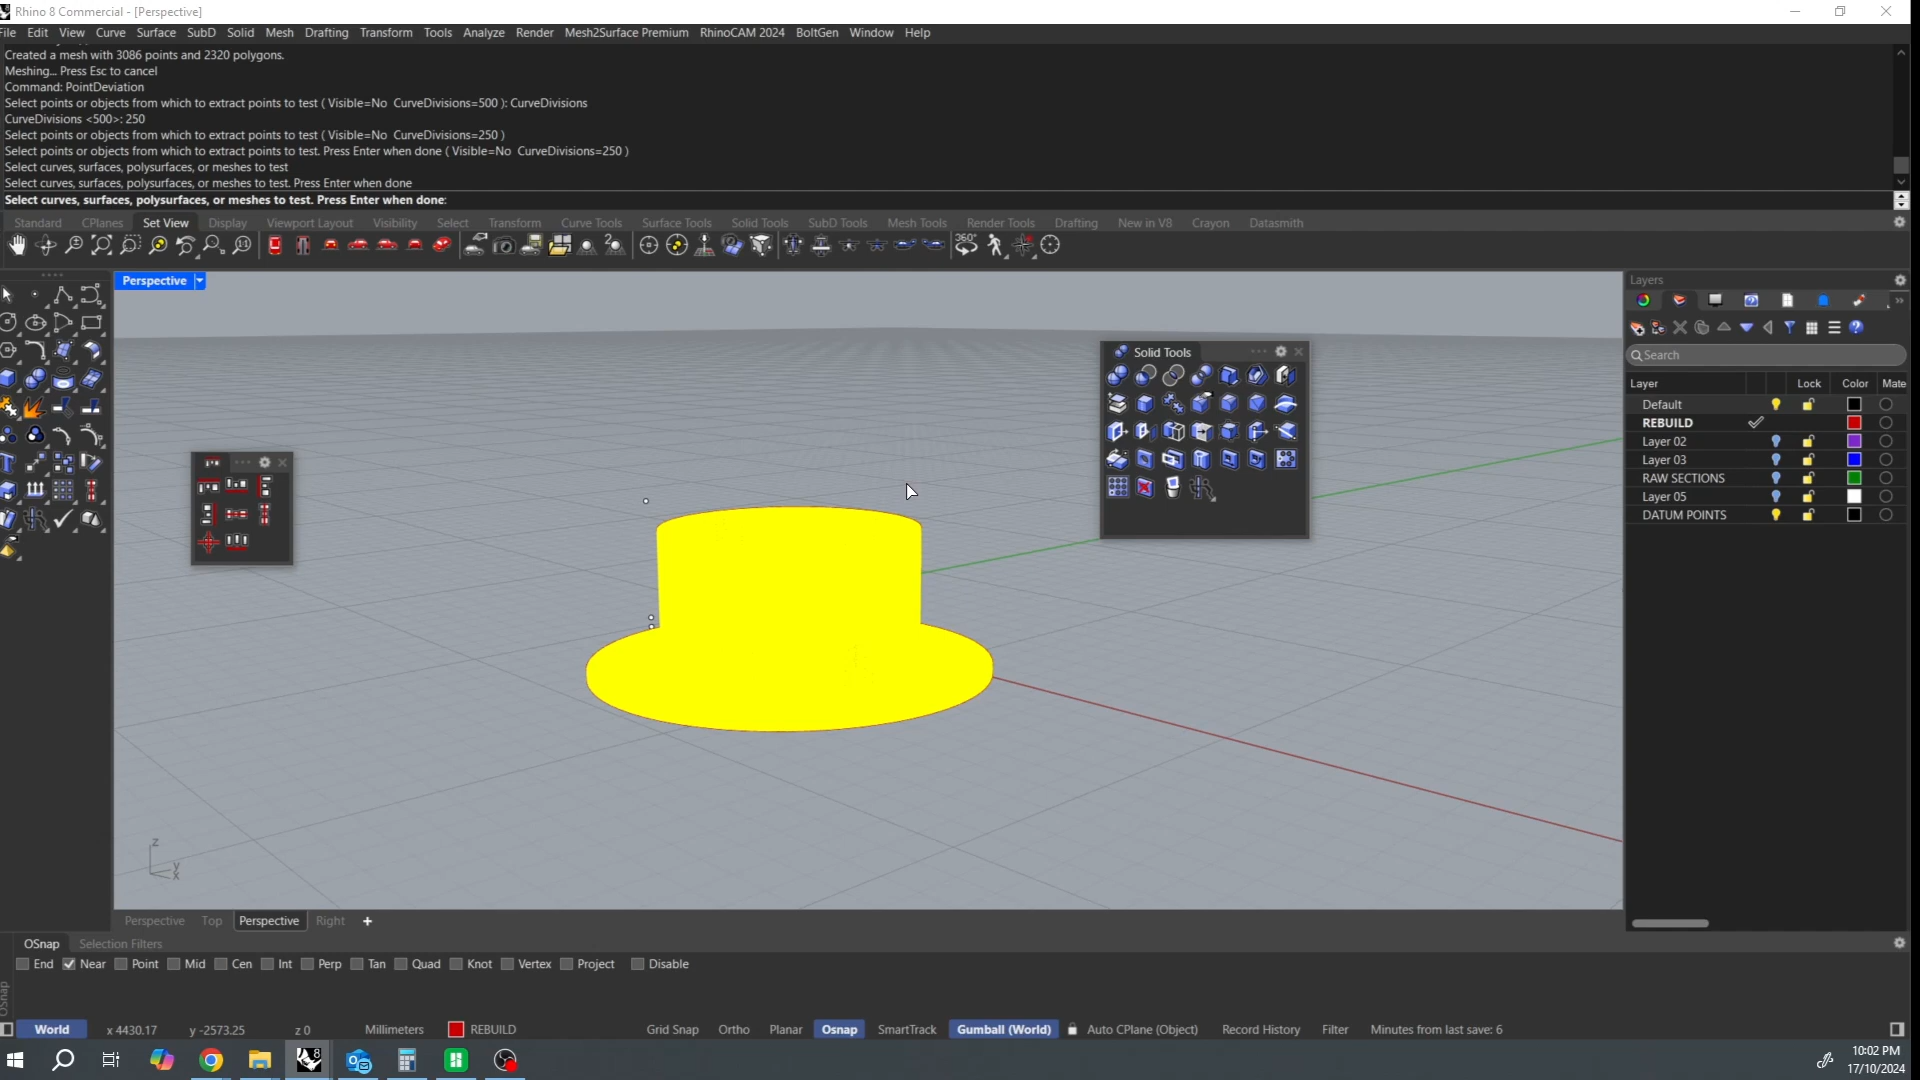 Rhino 8 Commercial - [Perspective]
File Edit View Curve Surface SubD Solid Mesh Drafting Transform Tools Analyze Render Mesh2Surface Premium RhinoCAM 2024 BoltGen Window Help
Created a mesh with 3086 points and 2320 polygons.
Meshing... Press Esc to cancel
Command: PointDeviation
Select points or objects from which to extract points to test ( Visible=No CurveDivisions=500 ): CurveDivisions
CurveDivisions <500>: 250
Select points or objects from which to extract points to test ( Visible=No CurveDivisions=250 )
Select points or objects from which to extract points to test. Press Enter when done ( Visible=No CurveDivisions=250 )
Select curves, surfaces, polysurfaces, or meshes to test
Select curves, surfaces, polysurfaces, or meshes to test. Press Enter when done
Select curves, surfaces, polysurfaces, or meshes to test. Press Enter when done:
Standard CPlanes Set View Display Viewport Layout Visibility Select Transform Curve Tools Surface Tools Solid Tools SubD Tools Mesh Tools Render Tools Drafting New in V8 Crayon Datasmith
360°
Perspective
Layers
Solid Tools
Search
Layer Lock Color Mate
Default
REBUILD
Layer 02
Layer 03
RAW SECTIONS
Layer 05
DATUM POINTS
z
y
x
Perspective Top Perspective Right
OSnap Selection Filters
End Near Point Mid Cen Int Perp Tan Quad Knot Vertex Project Disable
OSnap
World x 4430.17 y -2573.25 z 0 Millimeters REBUILD Grid Snap Ortho Planar Osnap SmartTrack Gumball (World) Auto CPlane (Object) Record History Filter Minutes from last save: 6
10:02 PM
17/10/2024